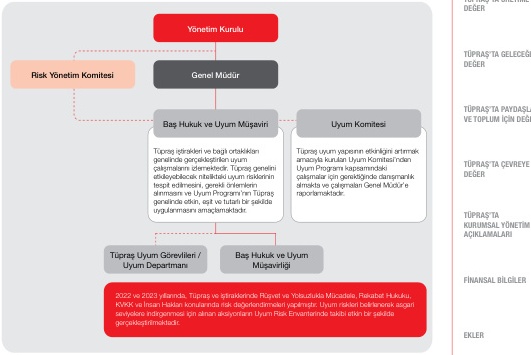 Yönetim Kurulu
Risk Yönetim Komitesi
Genel Müdür
Baş Hukuk ve Uyum Müşaviri
Tüpraş iştirakleri ve bağlı ortaklıkları
genelinde gerçekleştirilen uyum
çalışmalarını izlemektedir. Tüpraş genelini
etkileyebilecek nitelikteki uyum risklerinin
tespit edilmesini, gerekli önlemlerin
alınmasını ve Uyum Programı'nın Tüpraş
genelinde etkin, eşit ve tutarlı bir şekilde
uygulanmasını amaçlamaktadır.
Uyum Komitesi
Tüpraş uyum yapısının etkinliğini artırmak
amacıyla kurulan Uyum Komitesi'nden
Uyum Programı kapsamındaki
çalışmalar için gerektiğinde danışmanlık
almakta ve çalışmaları Genel Müdür'e
raporlamaktadır.
Tüpraş Uyum Görevlileri /
Uyum Departmanı
Baş Hukuk ve Uyum
Müşavirliği
2022 ve 2023 yıllarında, Tüpraş ve iştiraklerinde Rüşvet ve Yolsuzlukla Mücadele, Rekabet Hukuku,
KVKK ve İnsan Hakları konularında risk değerlendirmeleri yapılmıştır. Uyum riskleri belirlenerek asgari
seviyelere indirgenmesi için alınan aksiyonların Uyum Risk Envanterinde takibi etkin bir şekilde
gerçekleştirilmektedir.
DEĞER
TÜPRAŞ'TA
DEĞER
TÜPRAŞ'TA
VE TOPLUM İÇİN
TÜPRAŞ'TA ÇEVREYE
DEĞER
TÜPRAŞ'TA
KURUMSAL YÖNETİM
AÇIKLAMALARI
FİNANSAL BİLGİLER
EKLER